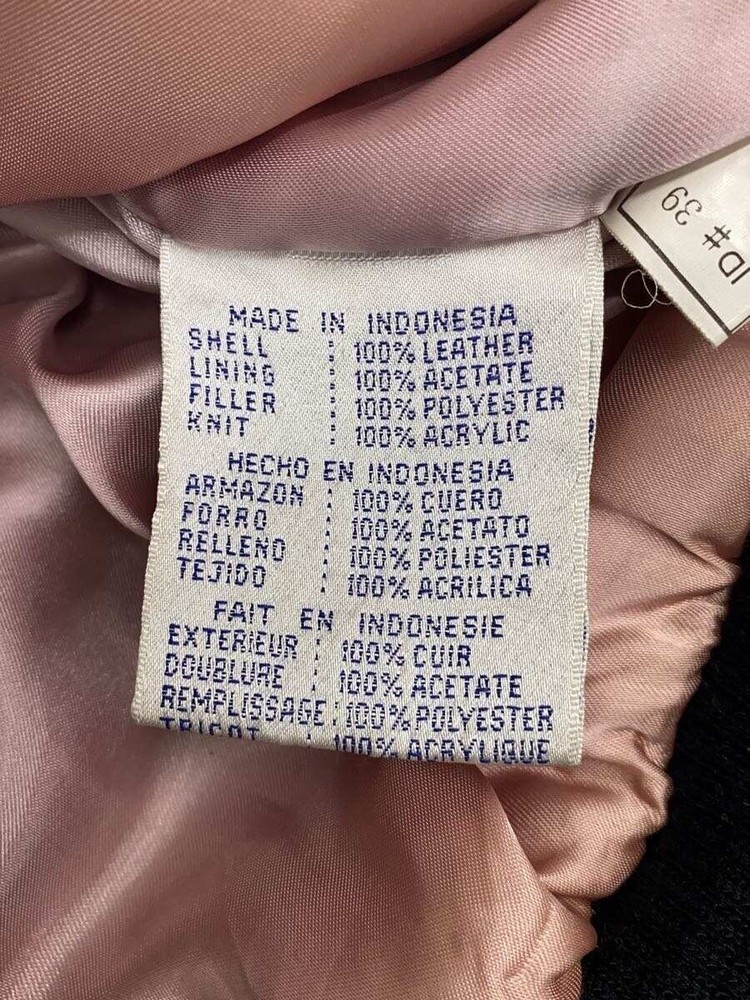 MADE IN INDONESIA
SHELL : 100% LEATHER
LINING : 100% ACETATE
FILLER : 100% POLYESTER
KNIT : 100% ACRYLIC
HECHO EN INDONESIA
ARMAZON : 100% CUERO
FORRO : 100% ACETATO
RELLENO : 100% POLIESTER
TEJIDO : 100% ACRILICA
FAIT EN INDONESIE
EXTERIEUR : 100% CUIR
DOUBLURE : 100% ACETATE
REMPLISSAGE : 100% POLYESTER
TRICOT : 100% ACRYLIQUE
ID # 39